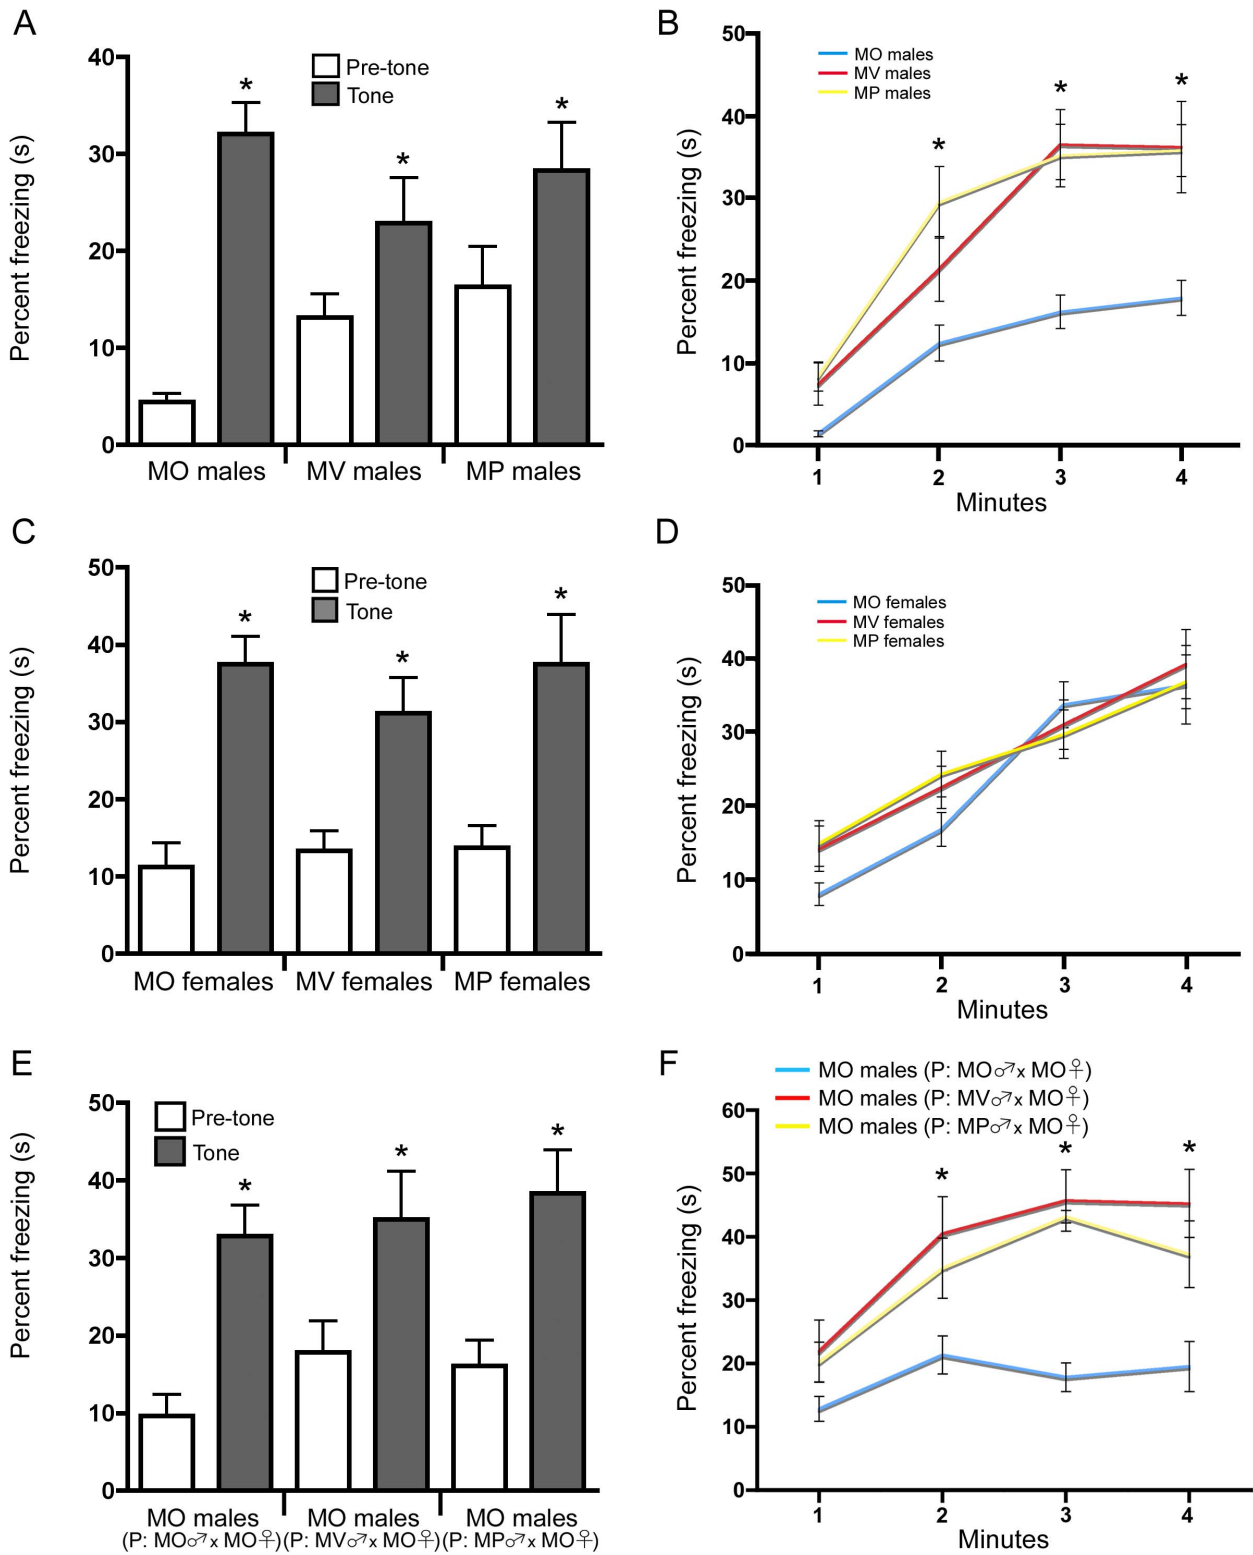 A
Percent freezing (s)
40
30
20
10
0
Pre-tone
Tone
*
*
*
MO males
MV males
MP males
B
Percent freezing (s)
50
40
30
20
10
0
MO males
MV males
MP males
*
*
*
1
2
3
4
Minutes
C
Percent freezing (s)
50
40
30
20
10
0
Pre-tone
Tone
*
*
*
MO females
MV females
MP females
D
Percent freezing (s)
50
40
30
20
10
0
MO females
MV females
MP females
1
2
3
4
Minutes
E
Percent freezing (s)
50
40
30
20
10
0
Pre-tone
Tone
*
*
*
MO males
(P: MO♂x MO♀)
MO males
(P: MV♂x MO♀)
MO males
(P: MP♂x MO♀)
F
MO males (P: MO♂x MO♀)
MO males (P: MV♂x MO♀)
MO males (P: MP♂x MO♀)
Percent freezing (s)
60
50
40
30
20
10
0
*
*
*
1
2
3
4
Minutes